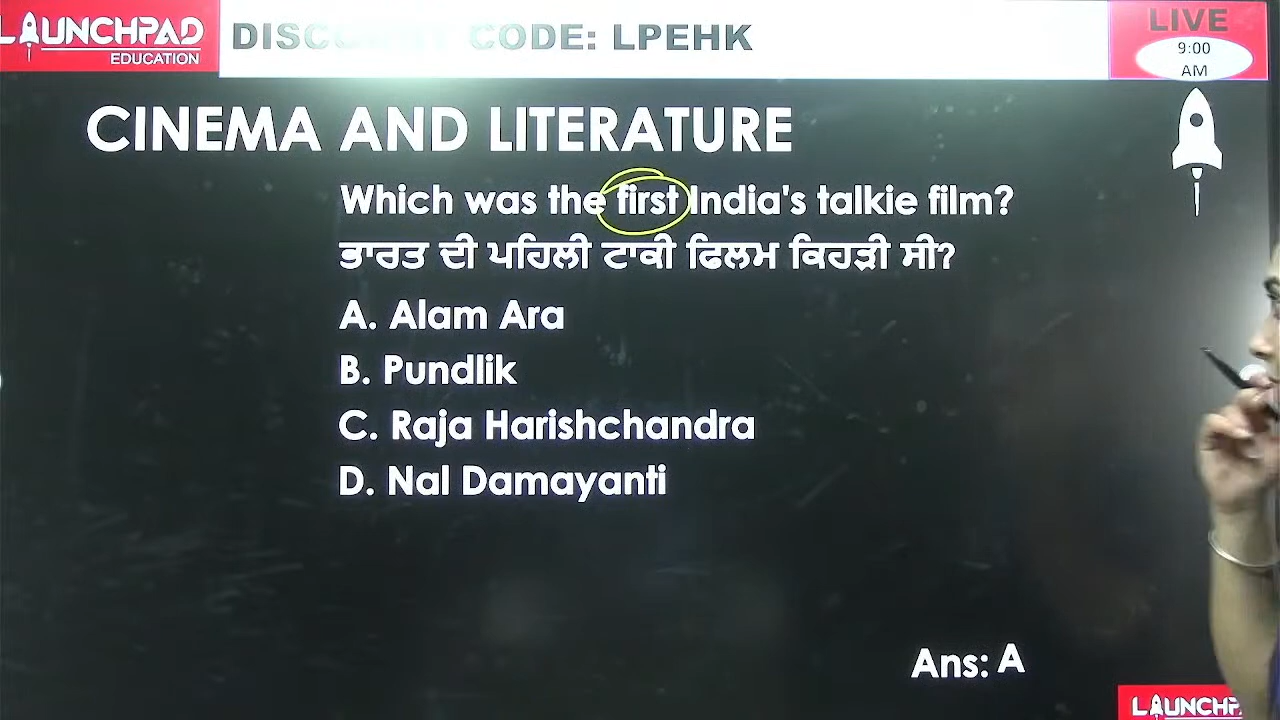 LAUNCHPAD
EDUCATION
DISCOUNT CODE: LPEHK
LIVE
9:00
AM
CINEMA AND LITERATURE
Which was the first India's talkie film?
ਭਾਰਤ ਦੀ ਪਹਿਲੀ ਟਾਕੀ ਫਿਲਮ ਕਿਹੜੀ ਸੀ?
A. Alam Ara
B. Pundlik
C. Raja Harishchandra
D. Nal Damayanti
Ans: A